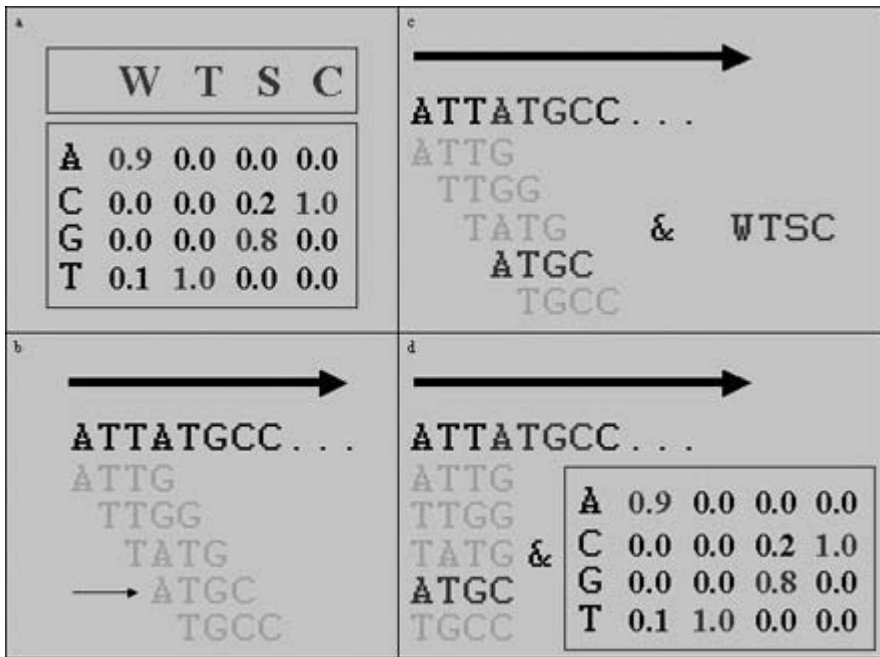 a
W T S C
A 0.9 0.0 0.0 0.0
C 0.0 0.0 0.2 1.0
G 0.0 0.0 0.8 0.0
T 0.1 1.0 0.0 0.0
b
ATTATGCC...
ATTG
TTGG
TATG
ATGC
TGCC
c
ATTATGCC...
ATTG
TTGG
TATG & WTSC
ATGC
TGCC
d
ATTATGCC...
ATTG
TTGG
TATG &
ATGC
TGCC
A 0.9 0.0 0.0 0.0
C 0.0 0.0 0.2 1.0
G 0.0 0.0 0.8 0.0
T 0.1 1.0 0.0 0.0